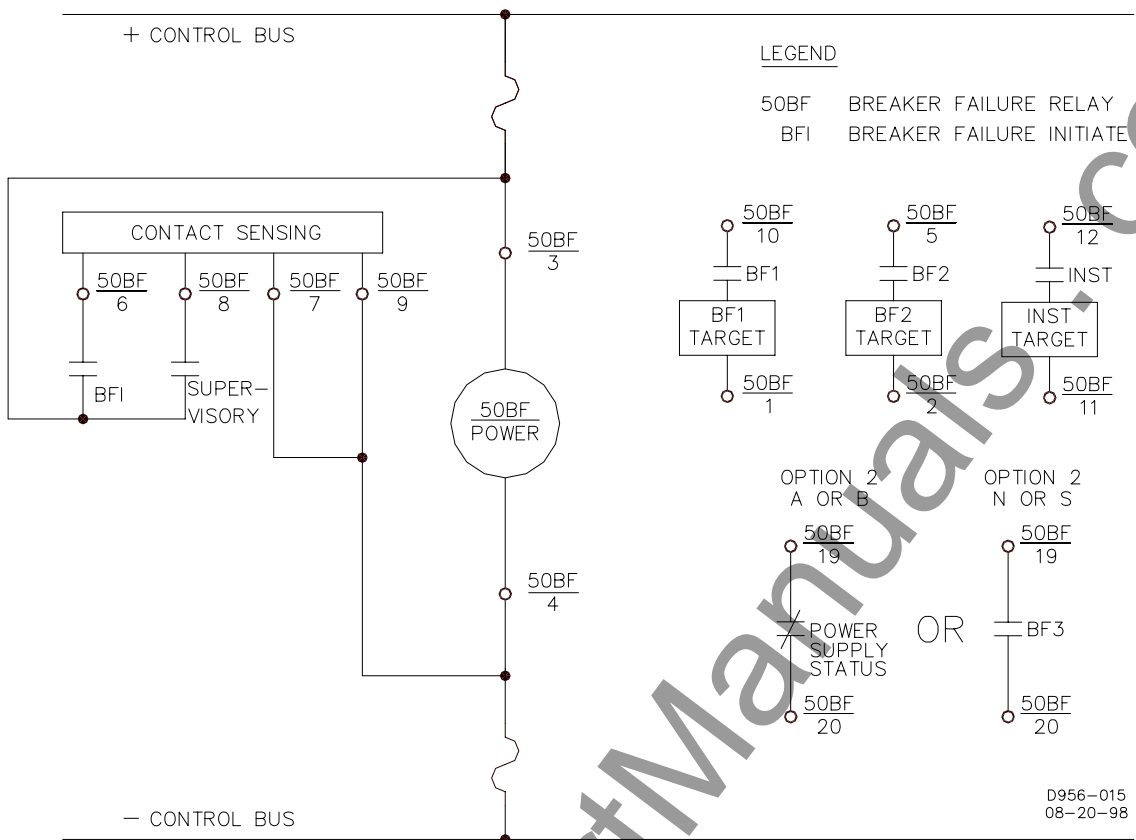 + CONTROL BUS
LEGEND
50BF BREAKER FAILURE RELAY
BFI BREAKER FAILURE INITIATE
CONTACT SENSING
50BF
6
50BF
8
50BF
7
50BF
9
BFI
SUPER-
VISORY
50BF
3
50BF
POWER
50BF
4
50BF
10
BF1
BF1
TARGET
50BF
1
50BF
5
BF2
BF2
TARGET
50BF
2
50BF
12
INST
INST
TARGET
50BF
11
OPTION 2
A OR B
50BF
19
POWER
SUPPLY
STATUS
50BF
20
OR
OPTION 2
N OR S
50BF
19
BF3
50BF
20
− CONTROL BUS
D956-015
08-20-98